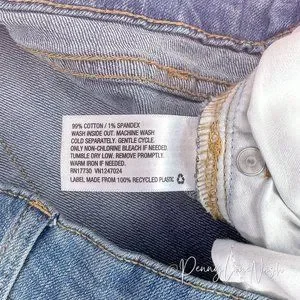 99% COTTON / 1% SPANDEX
WASH INSIDE OUT. MACHINE WASH
COLD SEPARATELY. GENTLE CYCLE.
ONLY NON-CHLORINE BLEACH IF NEEDED.
TUMBLE DRY LOW. REMOVE PROMPTLY.
WARM IRON IF NEEDED.
RN17730 VN1247024
LABEL MADE FROM 100% RECYCLED PLASTIC